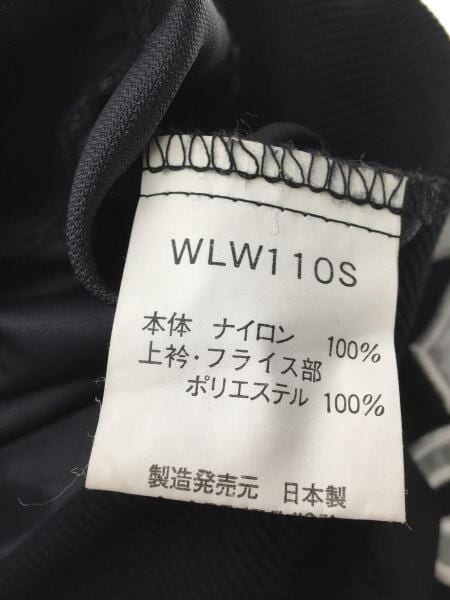 WLW110S
本体 ナイロン 100%
上衿・フライス部
ポリエステル 100%
製造発売元 日本製